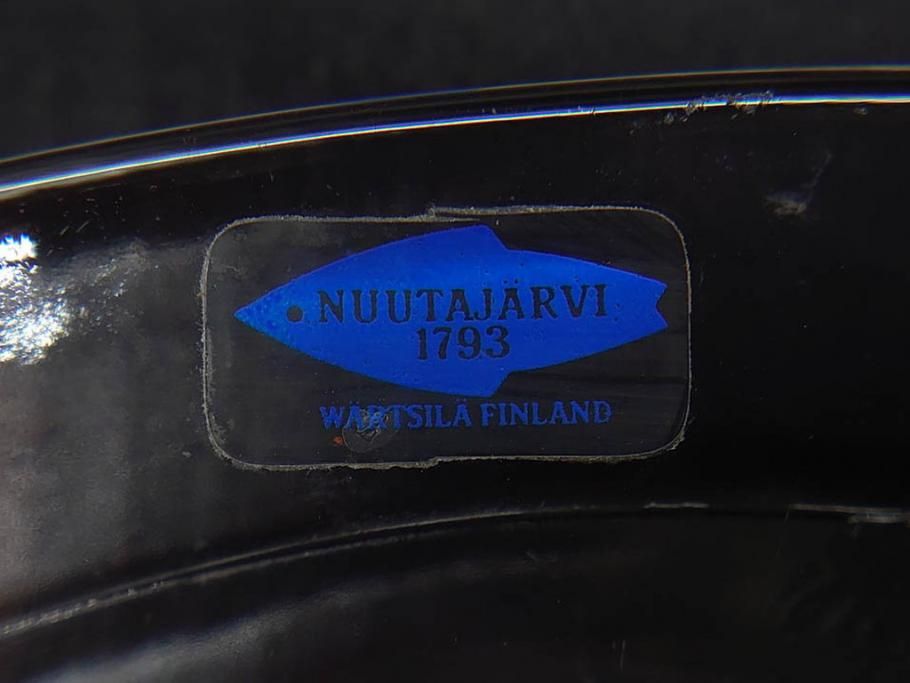 NUUTAJÄRVI
1793
WÄRTSILÄ FINLAND